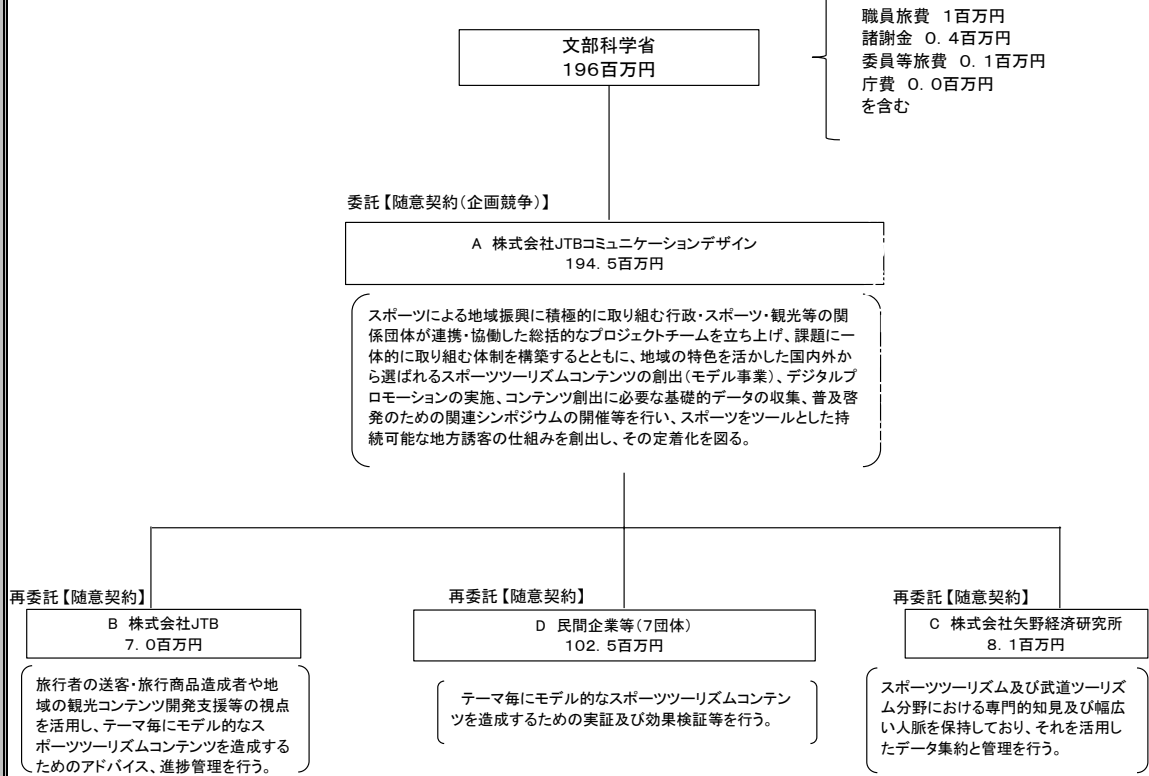 職員旅費 1百万円
諸謝金 0.4百万円
委員等旅費 0.1百万円
庁費 0.0百万円
を含む
文部科学省
196百万円
委託【随意契約(企画競争)】
A 株式会社JTBコミュニケーションデザイン
194.5百万円
スポーツによる地域振興に積極的に取り組む行政・スポーツ・観光等の関
係団体が連携・協働した総括的なプロジェクトチームを立ち上げ、課題に一
体的に取り組む体制を構築するとともに、地域の特色を活かした国内外か
ら選ばれるスポーツツーリズムコンテンツの創出(モデル事業)、デジタルプ
ロモーションの実施、コンテンツ創出に必要な基礎的データの収集、普及啓
発のための関連シンポジウムの開催等を行い、スポーツをツールとした持
続可能な地方誘客の仕組みを創出し、その定着化を図る。
再委託【随意契約】
B 株式会社JTB
7.0百万円
旅行者の送客・旅行商品造成者や地
域の観光コンテンツ開発支援等の視点
を活用し、テーマ毎にモデル的なス
ポーツツーリズムコンテンツを造成する
ためのアドバイス、進捗管理を行う。
再委託【随意契約】
D 民間企業等(7団体)
102.5百万円
テーマ毎にモデル的なスポーツツーリズムコンテン
ツを造成するための実証及び効果検証等を行う。
再委託【随意契約】
C 株式会社矢野経済研究所
8.1百万円
スポーツツーリズム及び武道ツーリズ
ム分野における専門的知見及び幅広
い人脈を保持しており、それを活用し
たデータ集約と管理を行う。